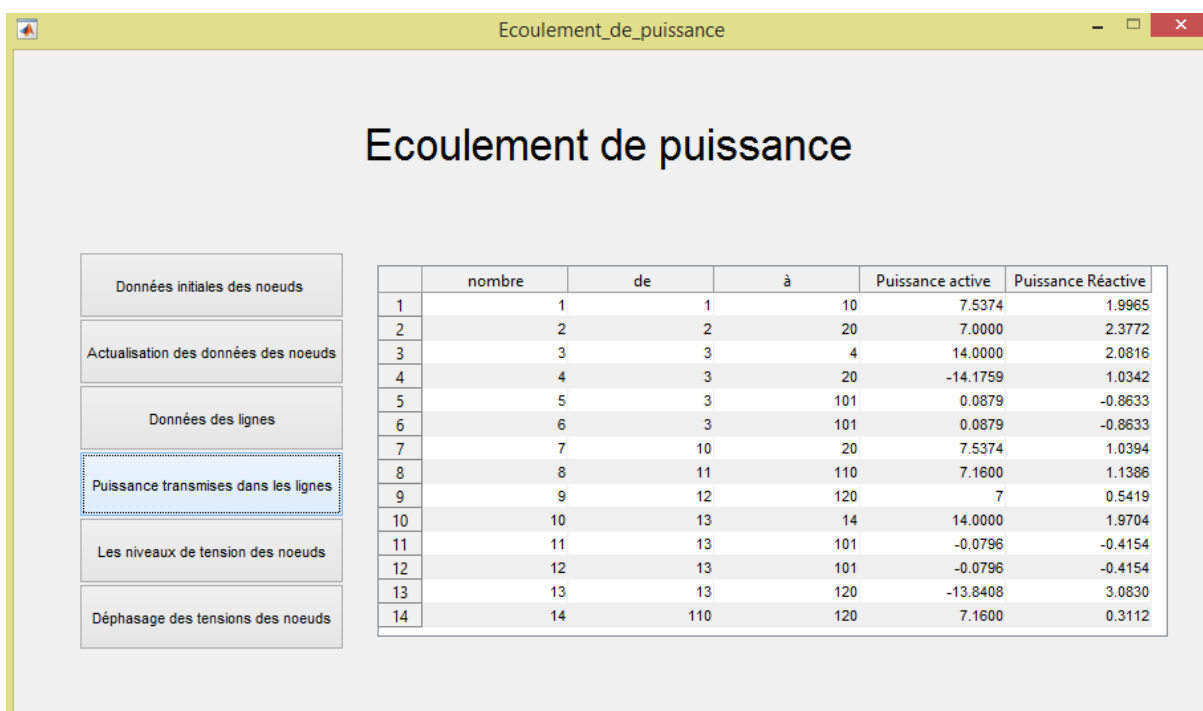 Ecoulement_de_puissance
Ecoulement de puissance
Données initiales des noeuds
Actualisation des données des noeuds
Données des lignes
Puissance transmises dans les lignes
Les niveaux de tension des noeuds
Déphasage des tensions des noeuds
nombre de à Puissance active Puissance Réactive
1 1 1 10 7.5374 1.9965
2 2 2 20 7.0000 2.3772
3 3 3 4 14.0000 2.0816
4 4 3 20 -14.1759 1.0342
5 5 3 101 0.0879 -0.8633
6 6 3 101 0.0879 -0.8633
7 7 10 20 7.5374 1.0394
8 8 11 110 7.1600 1.1386
9 9 12 120 7 0.5419
10 10 13 14 14.0000 1.9704
11 11 13 101 -0.0796 -0.4154
12 12 13 101 -0.0796 -0.4154
13 13 13 120 -13.8408 3.0830
14 14 110 120 7.1600 0.3112